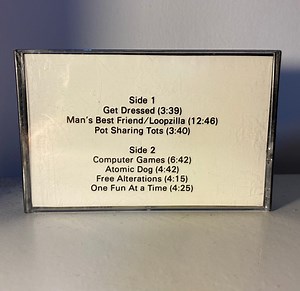 Side 1
Get Dressed (3:39)
Man's Best Friend/Loopzilla (12:46)
Pot Sharing Tots (3:40)
Side 2
Computer Games (6:42)
Atomic Dog (4:42)
Free Alterations (4:15)
One Fun At a Time (4:25)